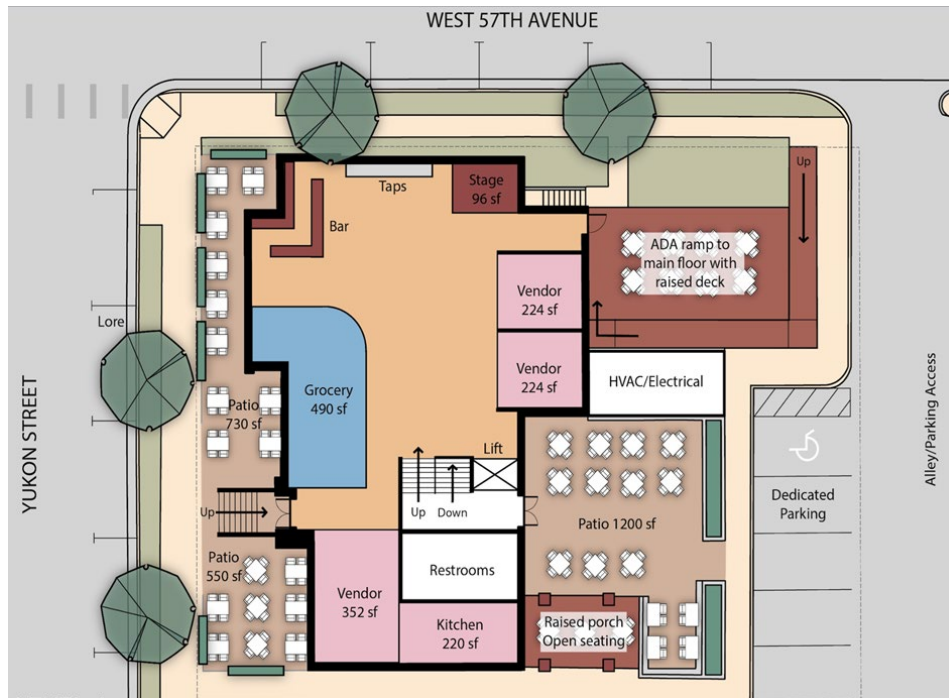 WEST 57TH AVENUE
Taps
Stage
96 sf
Up
Bar
ADA ramp to
main floor with
raised deck
Vendor
224 sf
Lore
Vendor
224 sf
HVAC/Electrical
Grocery
490 sf
Patio
730 sf
YUKON STREET
Alley/Parking Access
Lift
Up
Up
Down
Patio 1200 sf
Dedicated
Parking
Patio
550 sf
Restrooms
Vendor
352 sf
Kitchen
220 sf
Raised porch
Open seating